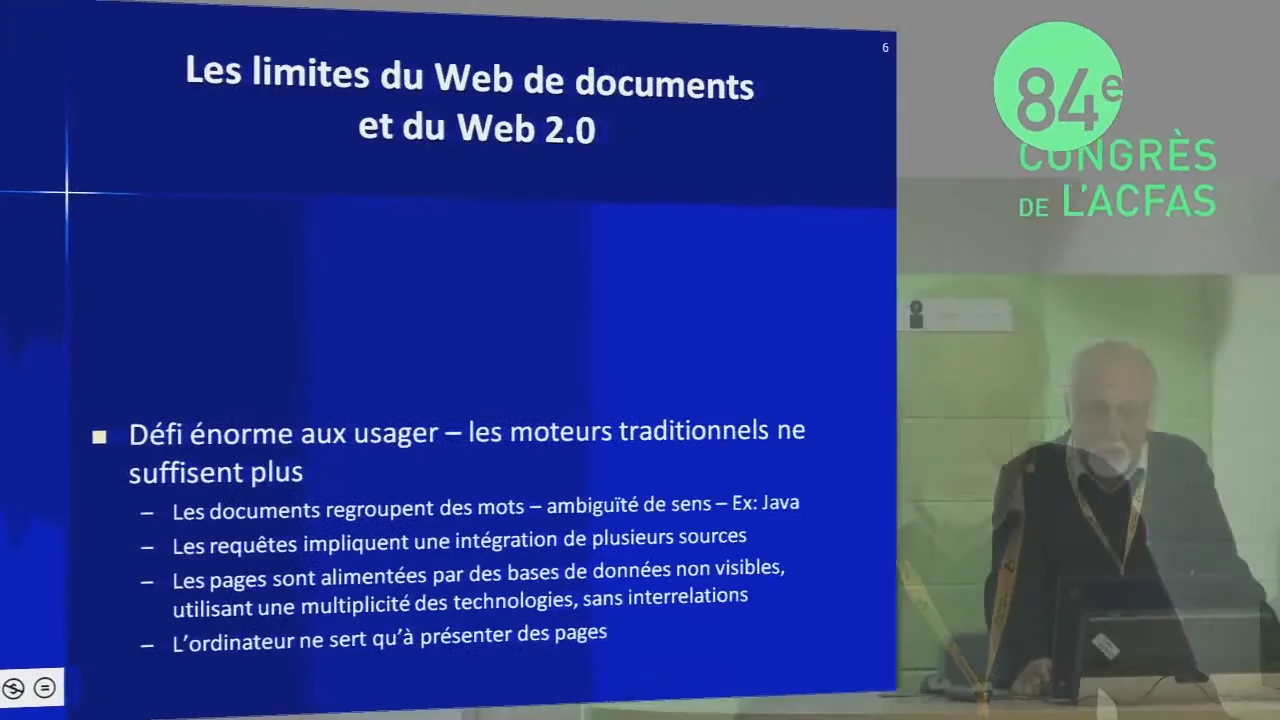 6
Les limites du Web de documents
et du Web 2.0
84e
CONGRÈS
DE L'ACFAS
■ Défi énorme aux usager – les moteurs traditionnels ne
suffisent plus
– Les documents regroupent des mots – ambiguïté de sens – Ex: Java
– Les requêtes impliquent une intégration de plusieurs sources
– Les pages sont alimentées par des bases de données non visibles,
utilisant une multiplicité des technologies, sans interrelations
– L'ordinateur ne sert qu'à présenter des pages